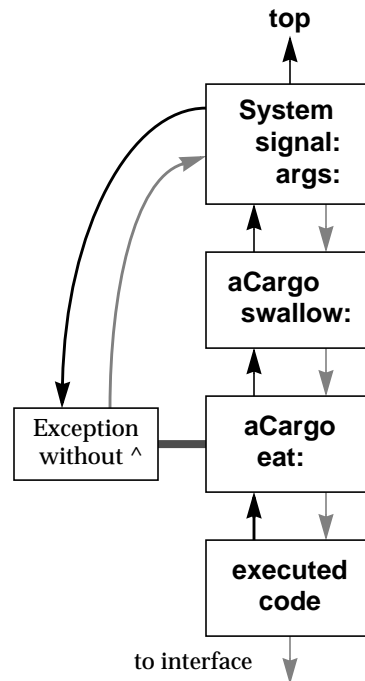 top
System
signal:
args:
aCargo
swallow:
Exception
without ^
aCargo
eat:
executed
code
to interface